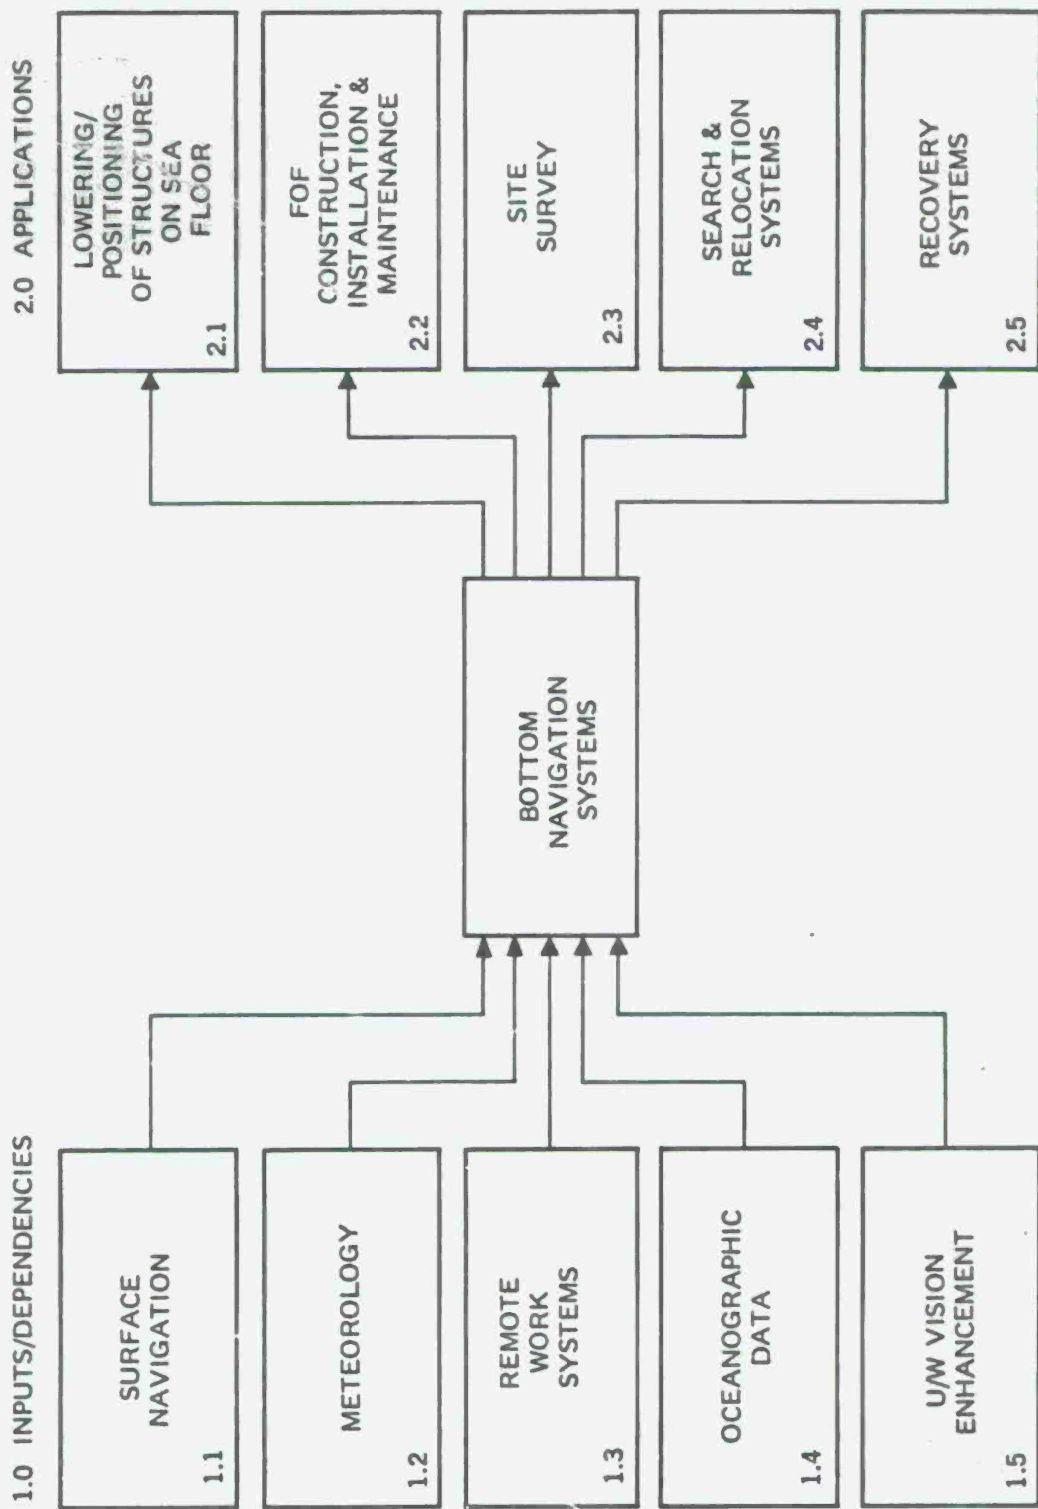 1.0 INPUTS/DEPENDENCIES
SURFACE
NAVIGATION
1.1
METEOROLOGY
1.2
REMOTE
WORK
SYSTEMS
1.3
OCEANOGRAPHIC
DATA
1.4
U/W VISION
ENHANCEMENT
1.5
BOTTOM
NAVIGATION
SYSTEMS
2.0 APPLICATIONS
LOWERING/
POSITIONING
OF STRUCTURES
ON SEA
FLOOR
2.1
FOF
CONSTRUCTION,
INSTALLATION &
MAINTENANCE
2.2
SITE
SURVEY
2.3
SEARCH &
RELOCATION
SYSTEMS
2.4
RECOVERY
SYSTEMS
2.5